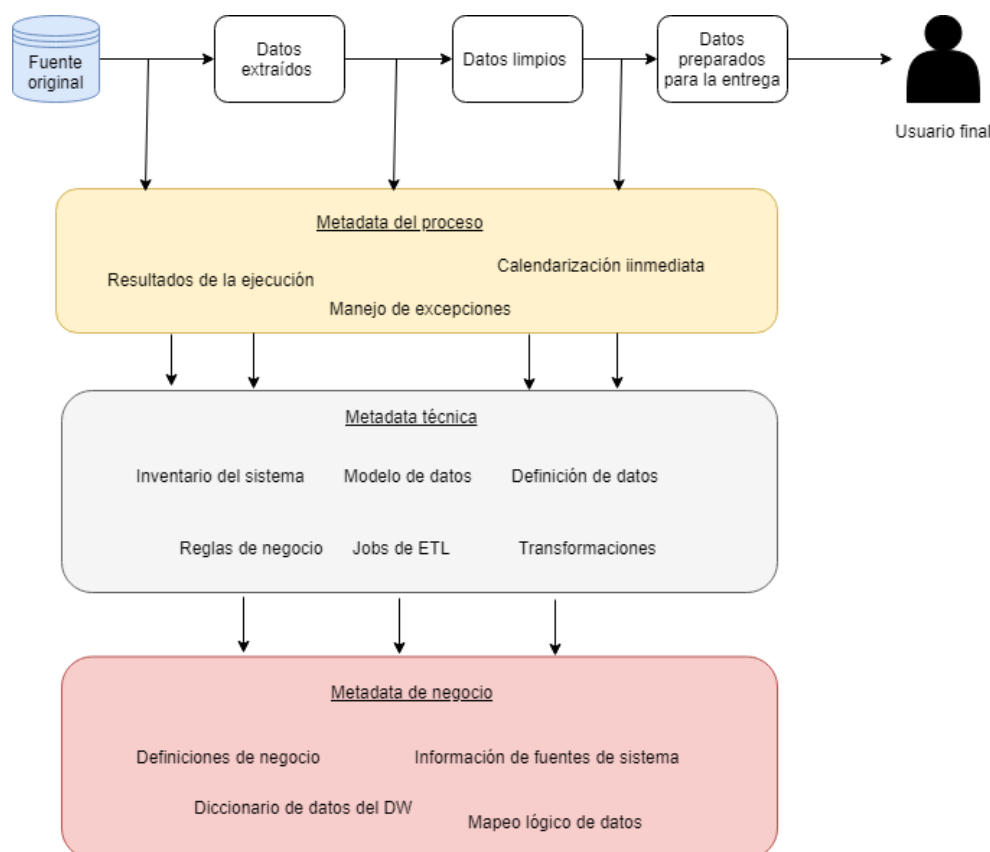 Fuente
original
Datos
extraídos
Datos limpios
Datos
preparados
para la entrega
Usuario final
Metadata del proceso
Resultados de la ejecución
Calendarización iinmediata
Manejo de excepciones
Metadata técnica
Inventario del sistema
Modelo de datos
Definición de datos
Reglas de negocio
Jobs de ETL
Transformaciones
Metadata de negocio
Definiciones de negocio
Información de fuentes de sistema
Diccionario de datos del DW
Mapeo lógico de datos